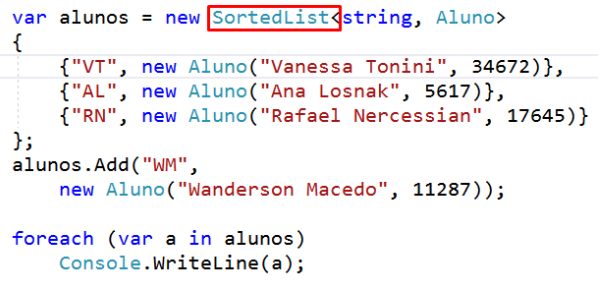 var alunos = new SortedList<string, Aluno>
{
    {"VT", new Aluno("Vanessa Tonini", 34672)},
    {"AL", new Aluno("Ana Losnak", 5617)},
    {"RN", new Aluno("Rafael Nercessian", 17645)}
};
alunos.Add("WM",
    new Aluno("Wanderson Macedo", 11287));

foreach (var a in alunos)
    Console.WriteLine(a);